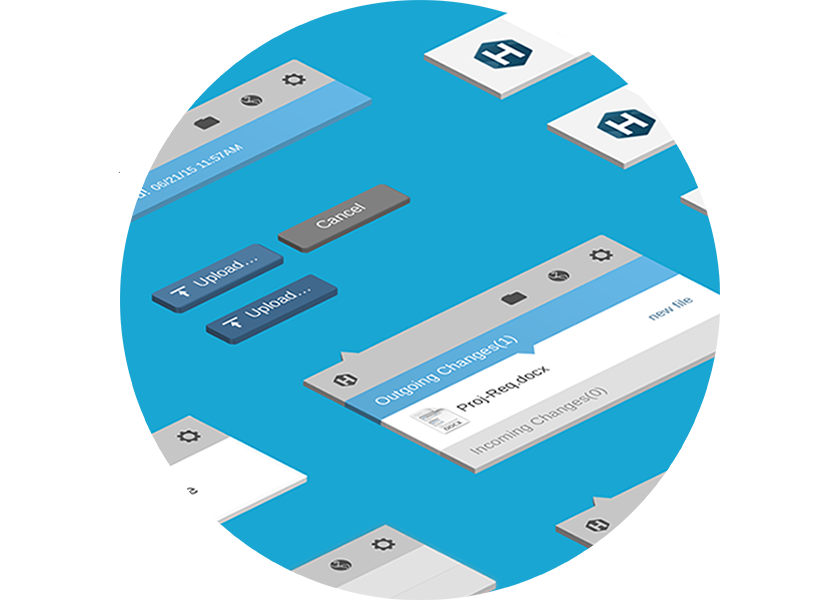 H
H
06/21/15 11:57AM
Cancel
Upload...
Upload...
new file
Outgoing Changes(1)
H
Proj-Req.docx
DOCX
Incoming Changes(0)
a
H